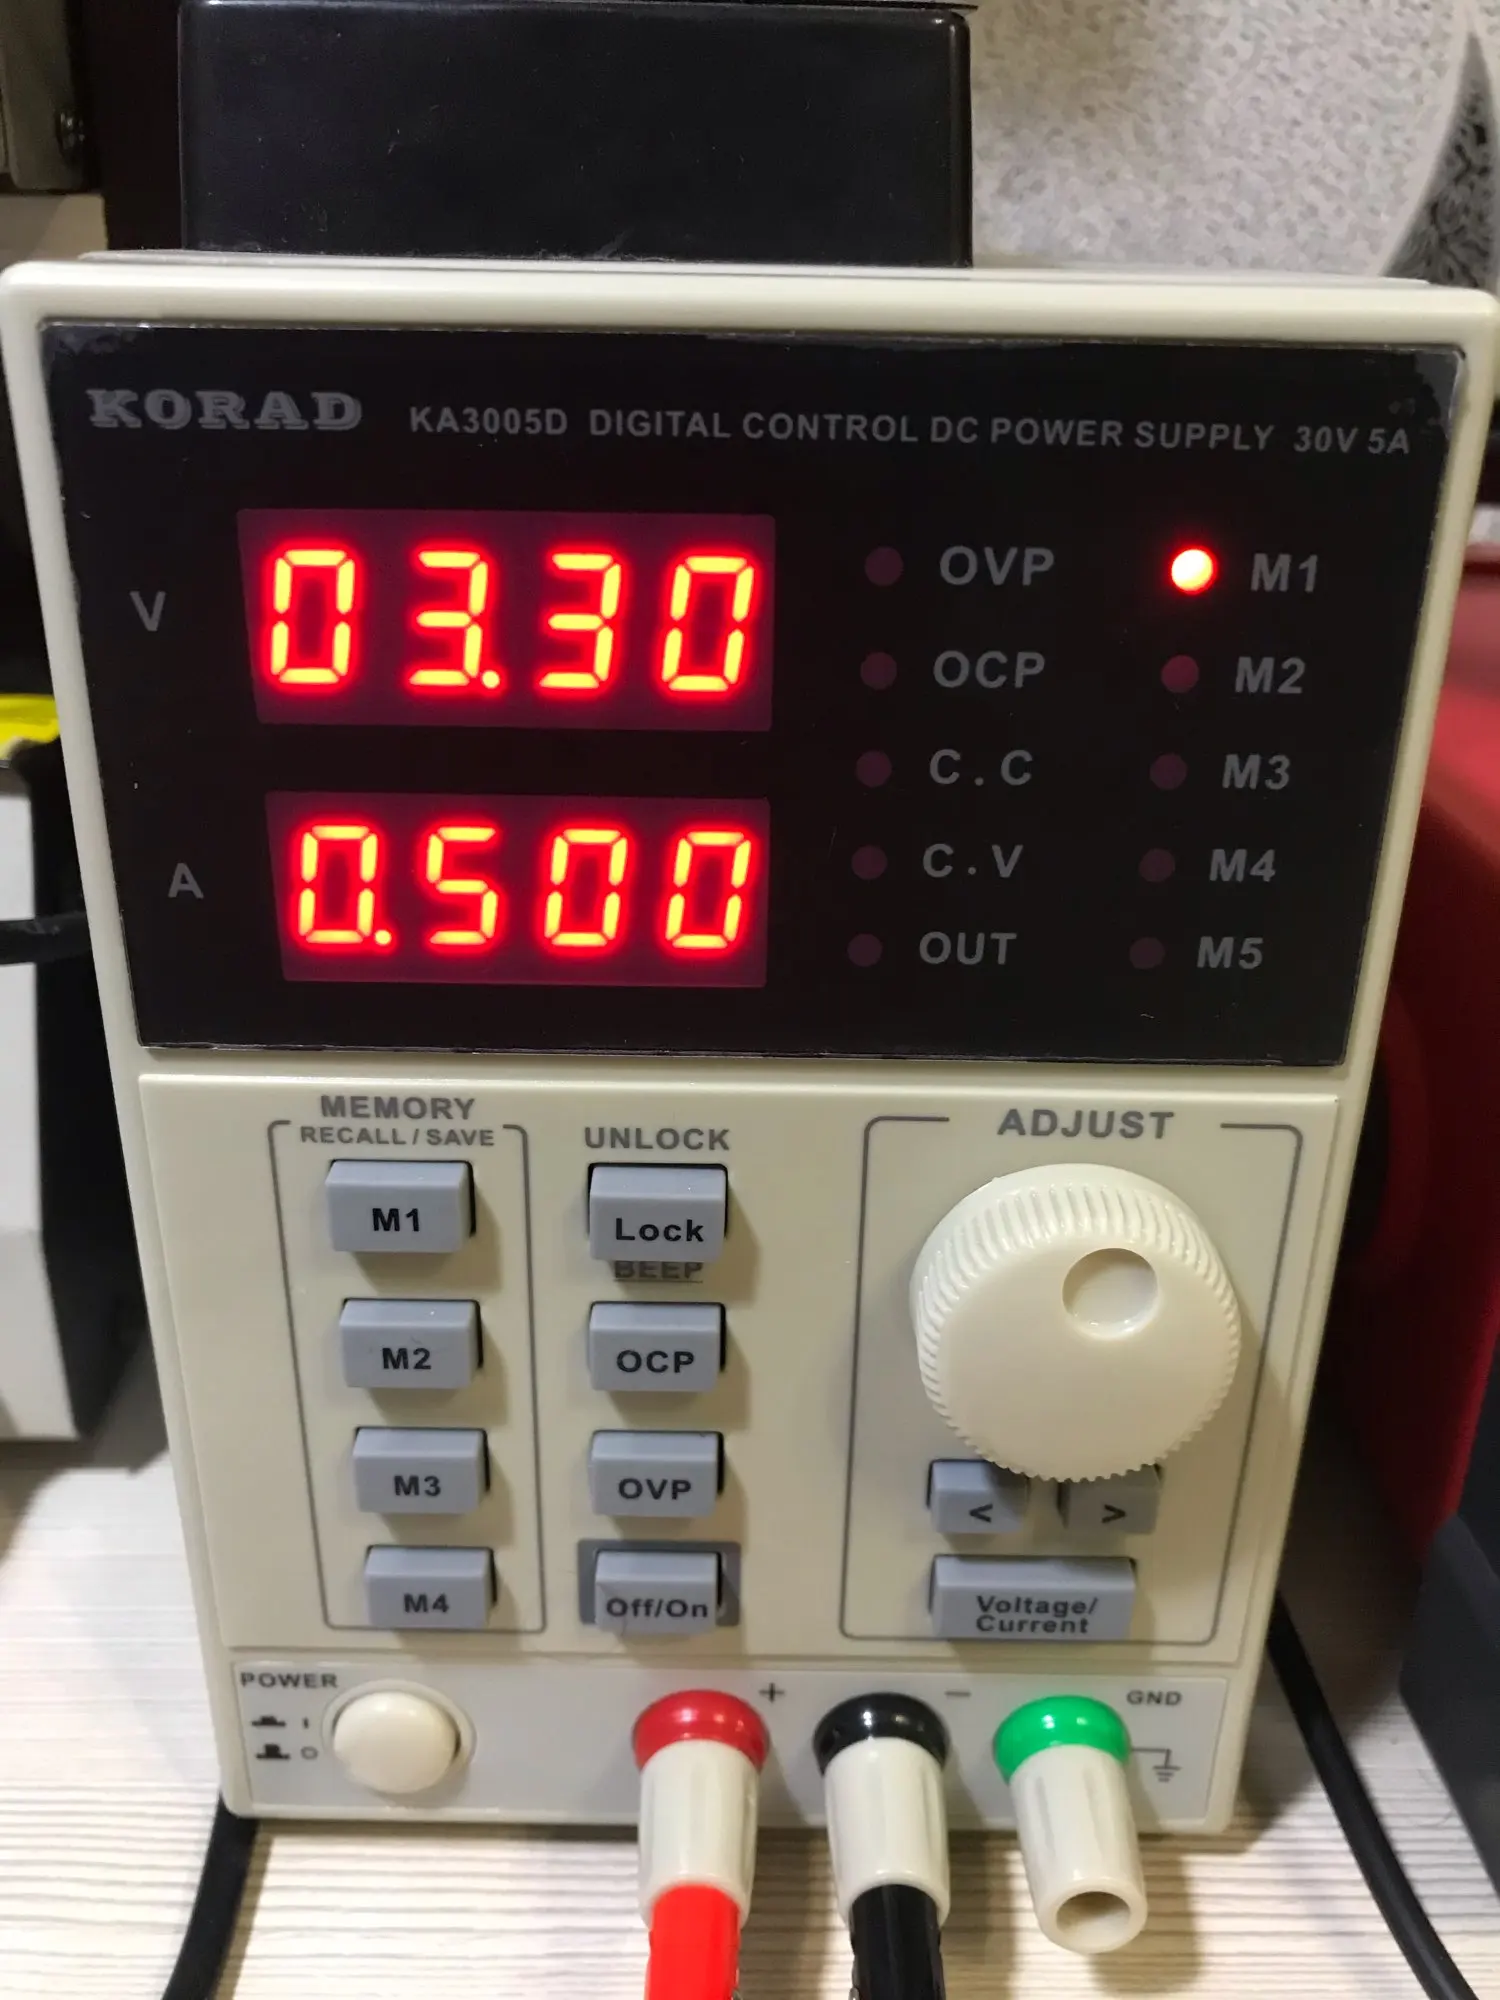 KORAD KA3005D DIGITAL CONTROL DC POWER SUPPLY 30V 5A
V 03.30
OVP M1
OCP M2
C.C M3
A 0.500
C.V M4
OUT M5
MEMORY
RECALL / SAVE
UNLOCK
ADJUST
M1 Lock
BEEP
M2 OCP
M3 OVP
< >
M4 Off/On
Voltage/
Current
POWER
I
O
+ − GND